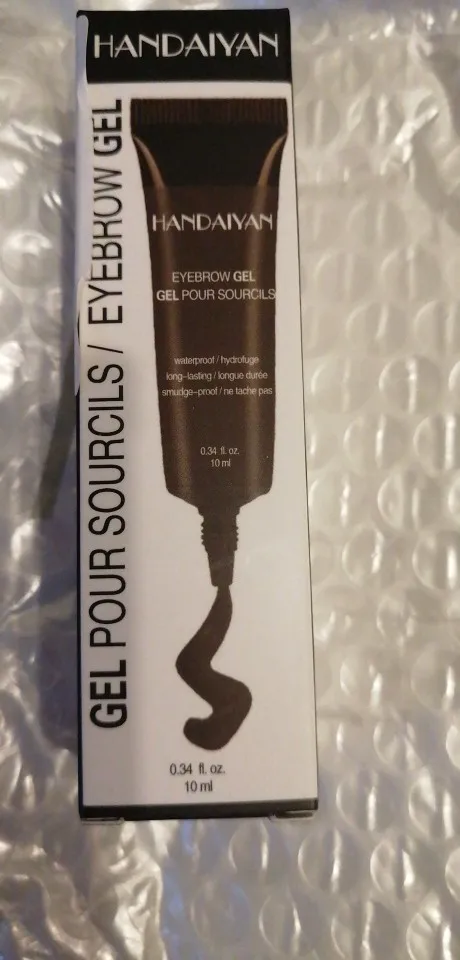 HANDAIYAN
GEL POUR SOURCILS / EYEBROW GEL
HANDAIYAN
EYEBROW GEL
GEL POUR SOURCILS
waterproof / hydrofuge
long-lasting / longue durée
smudge-proof / ne tache pas
0.34 fl. oz.
10 ml
0.34 fl. oz.
10 ml